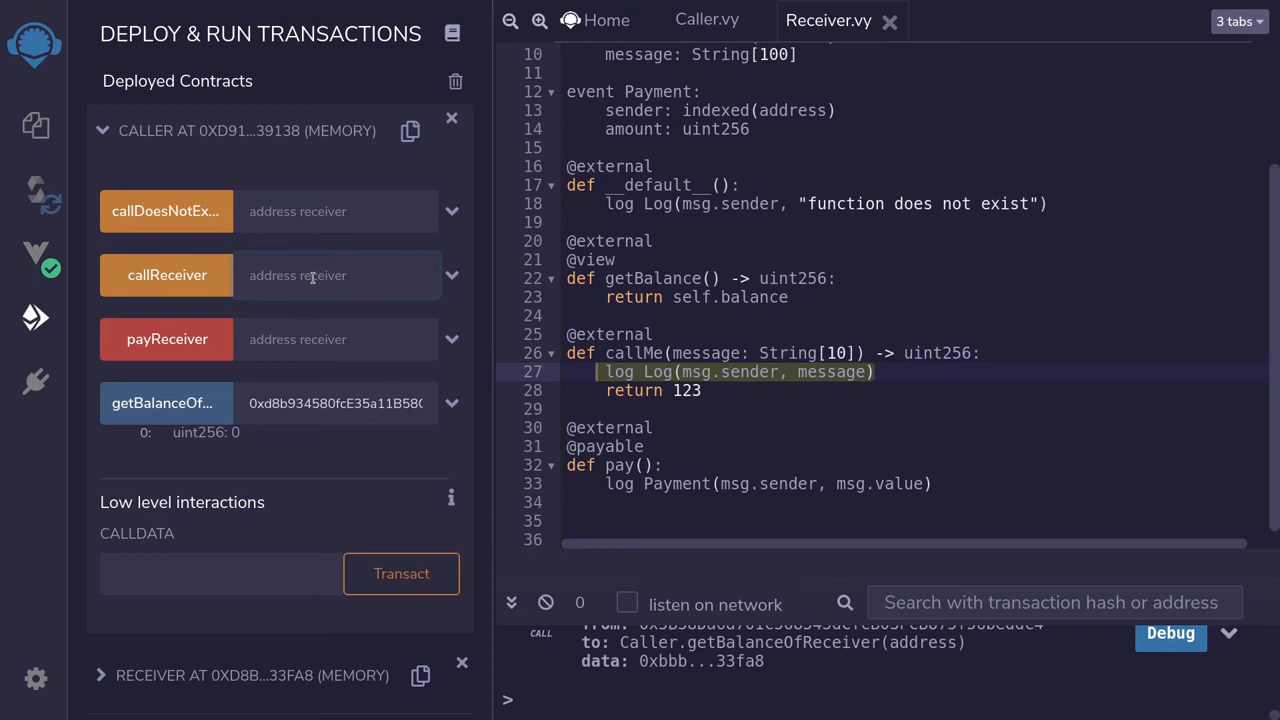 DEPLOY & RUN TRANSACTIONS
Deployed Contracts
CALLER AT 0XD91...39138 (MEMORY)
callDoesNotEx... address receiver
callReceiver address receiver
payReceiver address receiver
getBalanceOf... 0xd8b934580fcE35a11B58
0: uint256: 0
Low level interactions
CALLDATA
Transact
RECEIVER AT 0XD8B...33FA8 (MEMORY)
Home Caller.vy Receiver.vy 3 tabs
10 message: String[100]
11
12 event Payment:
13 sender: indexed(address)
14 amount: uint256
15
16 @external
17 def __default__():
18 log Log(msg.sender, "function does not exist")
19
20 @external
21 @view
22 def getBalance() -> uint256:
23 return self.balance
24
25 @external
26 def callMe(message: String[10]) -> uint256:
27 log Log(msg.sender, message)
28 return 123
29
30 @external
31 @payable
32 def pay():
33 log Payment(msg.sender, msg.value)
34
35
36
0 listen on network Search with transaction hash or address
CALL
to: Caller.getBalanceOfReceiver(address)
data: 0xbbb...33fa8
Debug
>